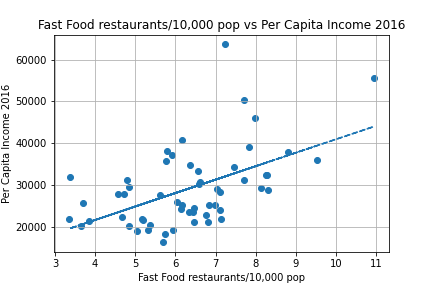 Fast Food restaurants/10,000 pop vs Per Capita Income 2016
60000
50000
40000
30000
20000
Per Capita Income 2016
3 4 5 6 7 8 9 10 11
Fast Food restaurants/10,000 pop